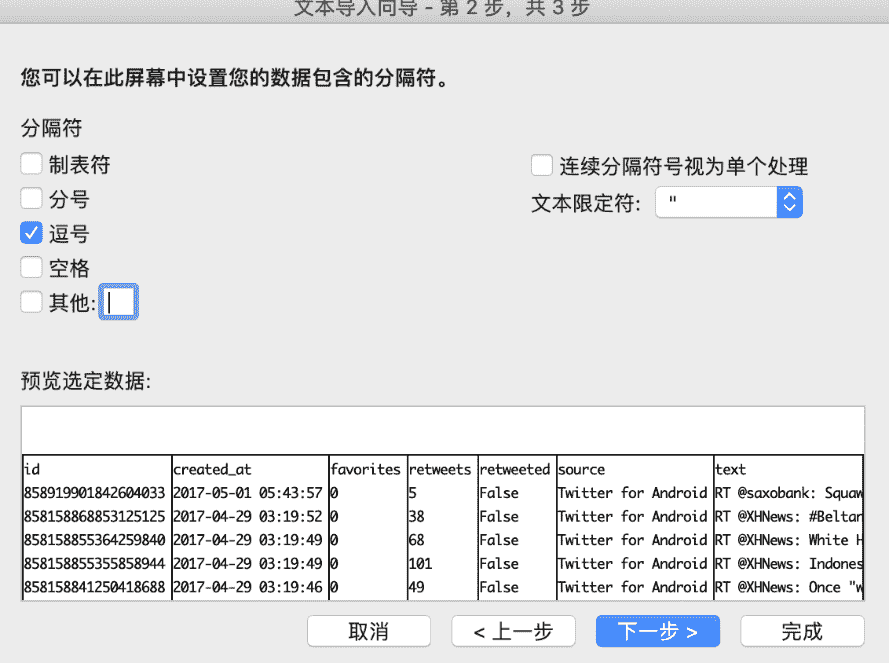 文本导入向导 - 第 2 步，共 3 步
您可以在此屏幕中设置您的数据包含的分隔符。
分隔符
制表符
分号
逗号
空格
其他:
连续分隔符号视为单个处理
文本限定符: "
预览选定数据:
id created_at favorites retweets retweeted source text
858919901842604033 2017-05-01 05:43:57 0 5 False Twitter for Android RT @saxobank: Squaw
858158868853125125 2017-04-29 03:19:52 0 38 False Twitter for Android RT @XHNews: #Beltan
858158855364259840 2017-04-29 03:19:49 0 68 False Twitter for Android RT @XHNews: White H
858158855355858944 2017-04-29 03:19:49 0 101 False Twitter for Android RT @XHNews: Indones
858158841250418688 2017-04-29 03:19:46 0 49 False Twitter for Android RT @XHNews: Once "w
取消 < 上一步 下一步 > 完成